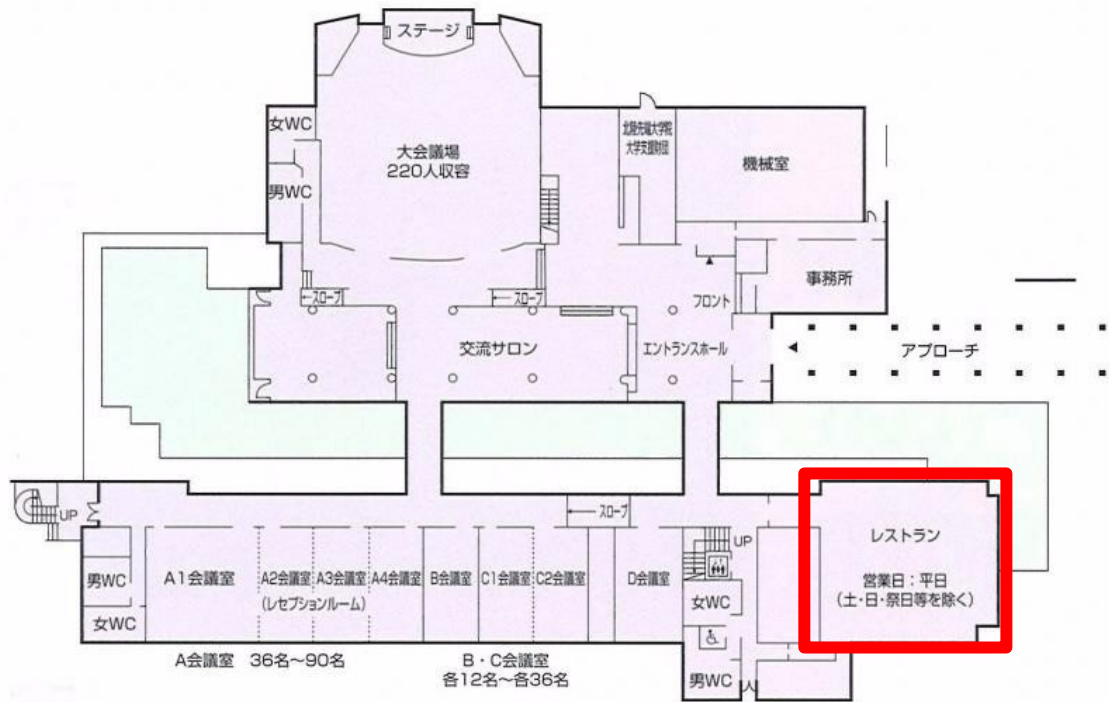 ステージ
女WC
大会議場
220人収容
男WC
北陸先端大学院
大学支援財団
機械室
事務所
フロント
←スロープ
←スロープ
交流サロン
エントランスホール
アプローチ
UP
←スロープ
UP
レストラン
営業日：平日
(土・日・祭日等を除く)
男WC
女WC
A1会議室
A2会議室
A3会議室
A4会議室
(レセプションルーム)
B会議室
C1会議室
C2会議室
D会議室
女WC
男WC
A会議室 36名～90名
B・C会議室
各12名～各36名